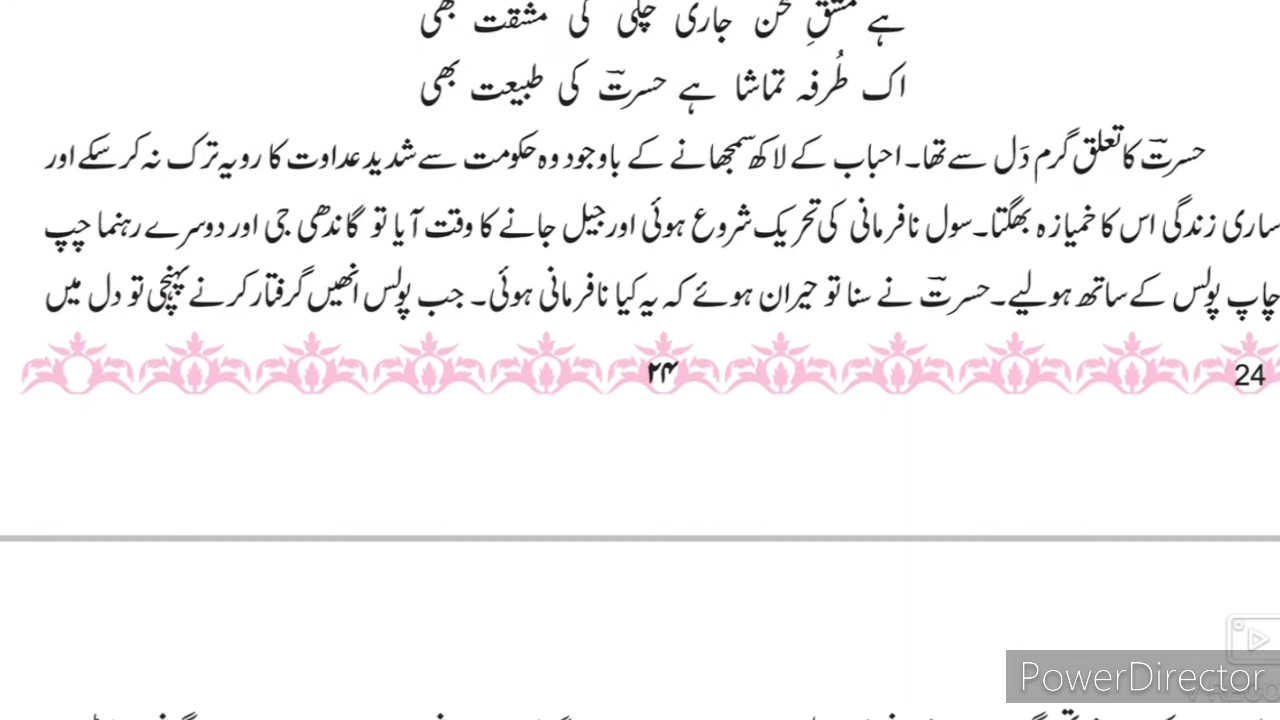 ہے مشقِ سخن جاری چکی کی مشقت بھی
اک طُرفہ تماشا ہے حسرتؔ کی طبیعت بھی
حسرتؔ کا تعلق گرم دَل سے تھا۔ احباب کے لاکھ سمجھانے کے باوجود وہ حکومت سے شدید عداوت کا رویہ ترک نہ کر سکے اور
ساری زندگی اس کا خمیازہ بھگتا۔ سول نافرمانی کی تحریک شروع ہوئی اور جیل جانے کا وقت آیا تو گاندھی جی اور دوسرے رہنما چپ
چاپ پولس کے ساتھ ہولیے۔ حسرتؔ نے سنا تو حیران ہوئے کہ یہ کیا نافرمانی ہوئی۔ جب پولس انھیں گرفتار کرنے پہنچی تو دل میں
۲۴
24
PowerDirector